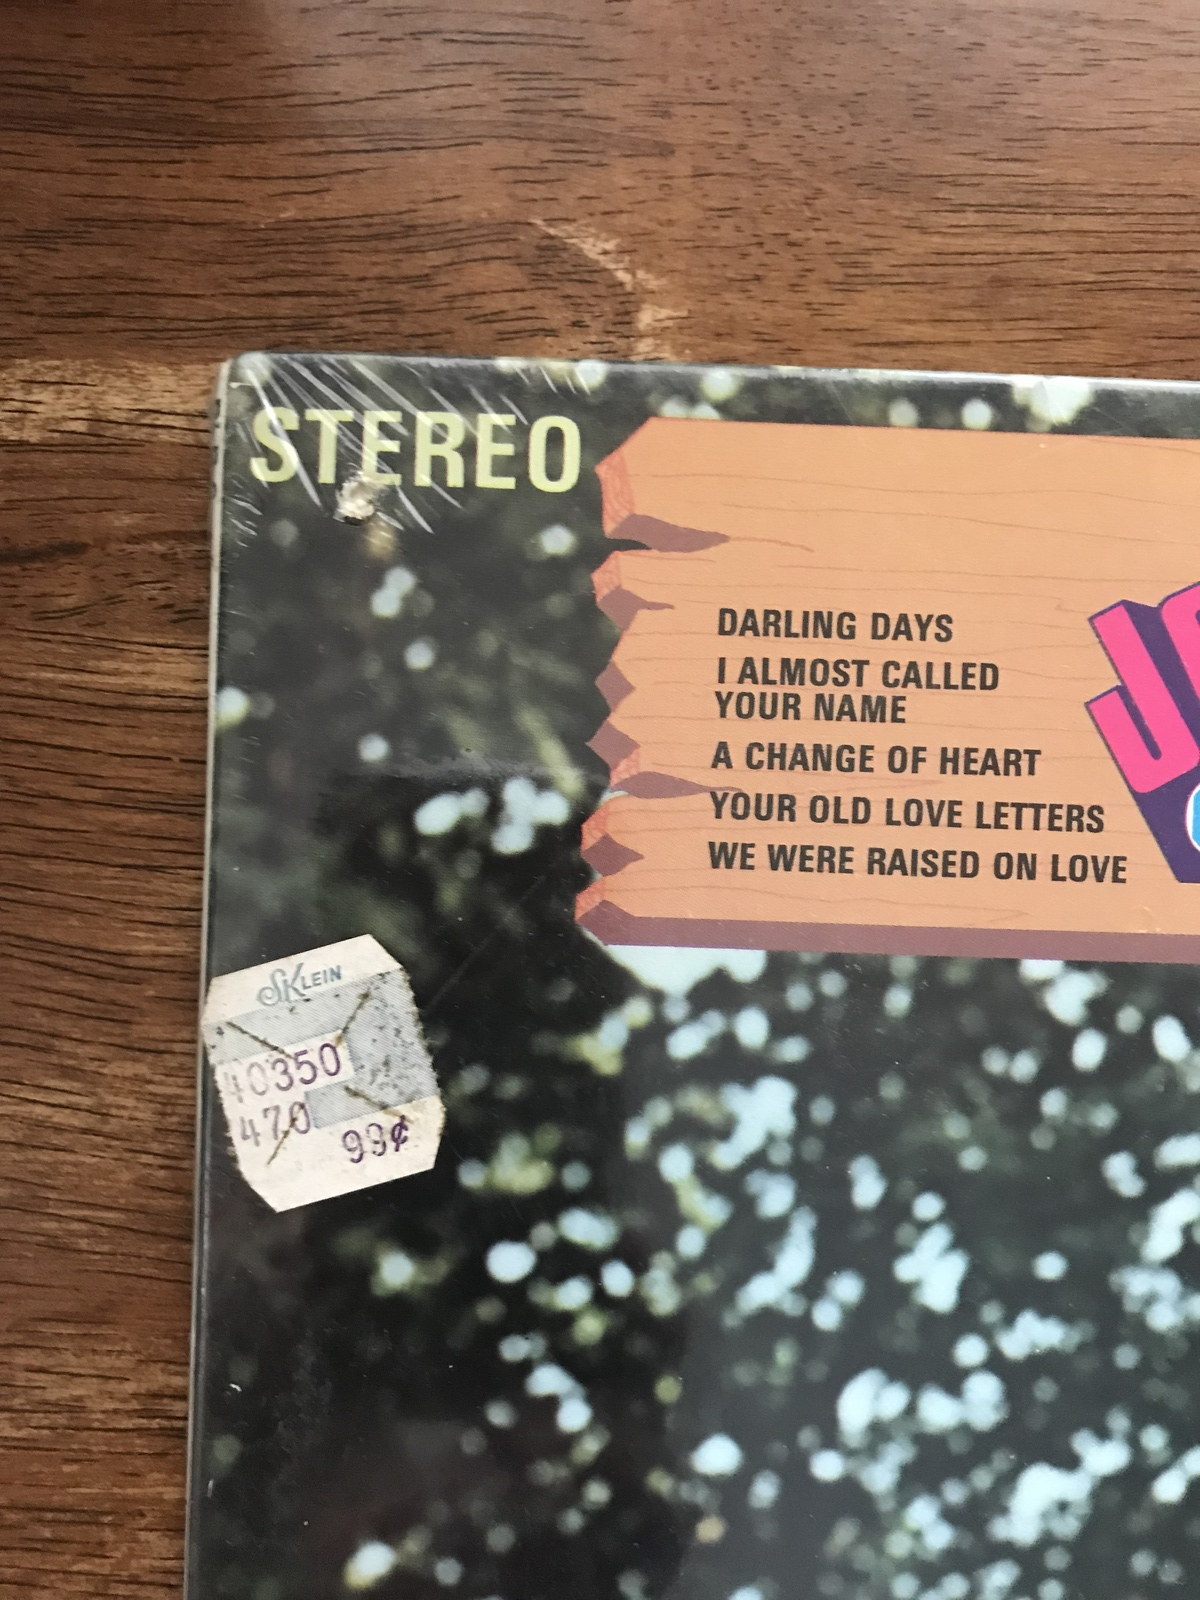 STEREO
DARLING DAYS
I ALMOST CALLED
YOUR NAME
A CHANGE OF HEART
YOUR OLD LOVE LETTERS
WE WERE RAISED ON LOVE
SKLEIN
40350
470
99¢